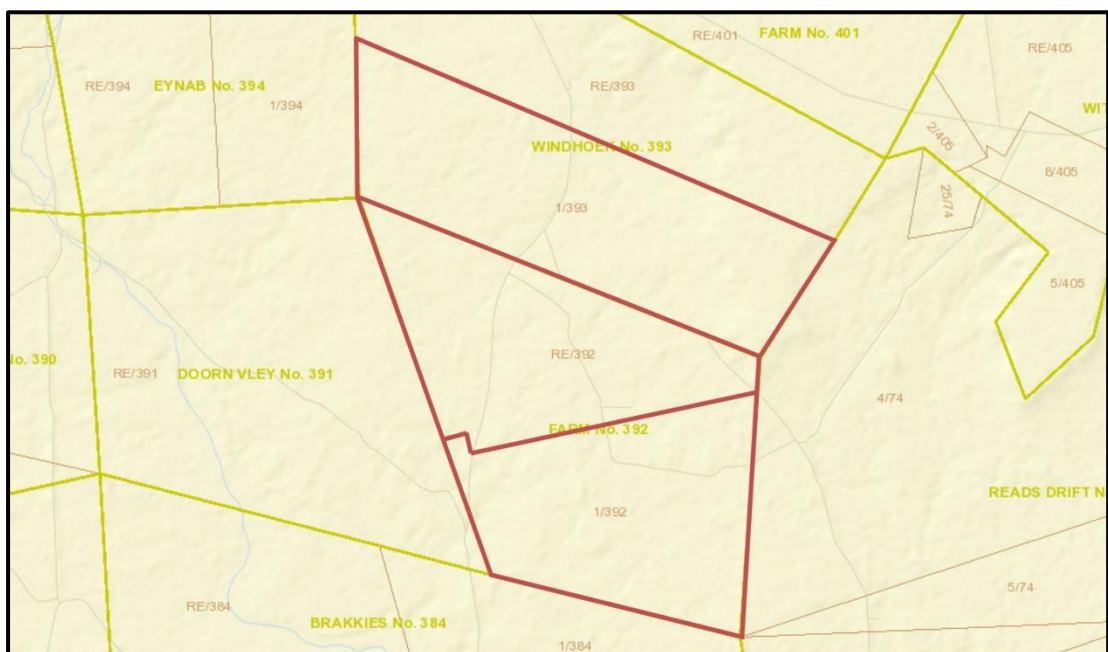 FARM No. 401
RE/401
RE/405
RE/394
EYNAB No. 394
1/394
RE/393
WIT
2/405
WINDHOEK No. 393
8/405
25/74
1/393
5/405
RE/392
lo. 390
RE/391
DOORN VLEY No. 391
4/74
FARM No. 392
READS DRIFT N
1/392
5/74
RE/384
BRAKKIES No. 384
1/384